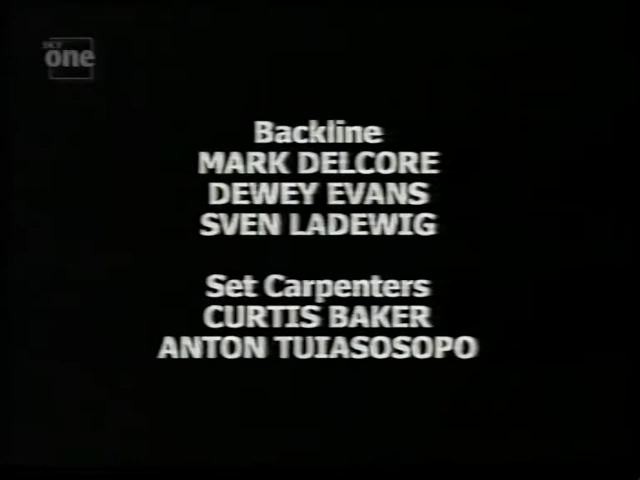 sky
one
Backline
MARK DELCORE
DEWEY EVANS
SVEN LADEWIG
Set Carpenters
CURTIS BAKER
ANTON TUIASOSOPO